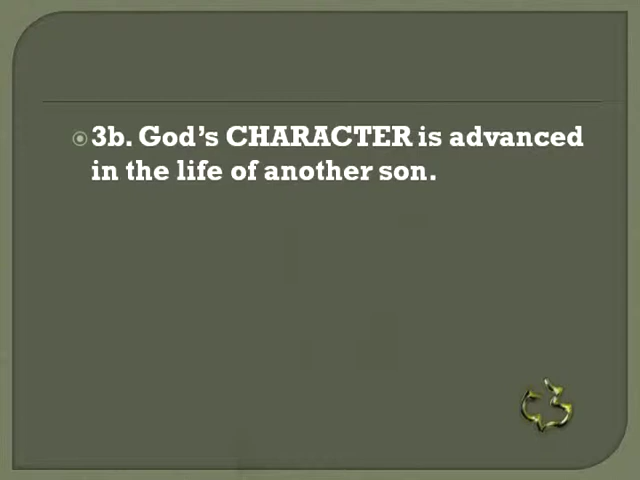 3b. God’s CHARACTER is advanced
in the life of another son.